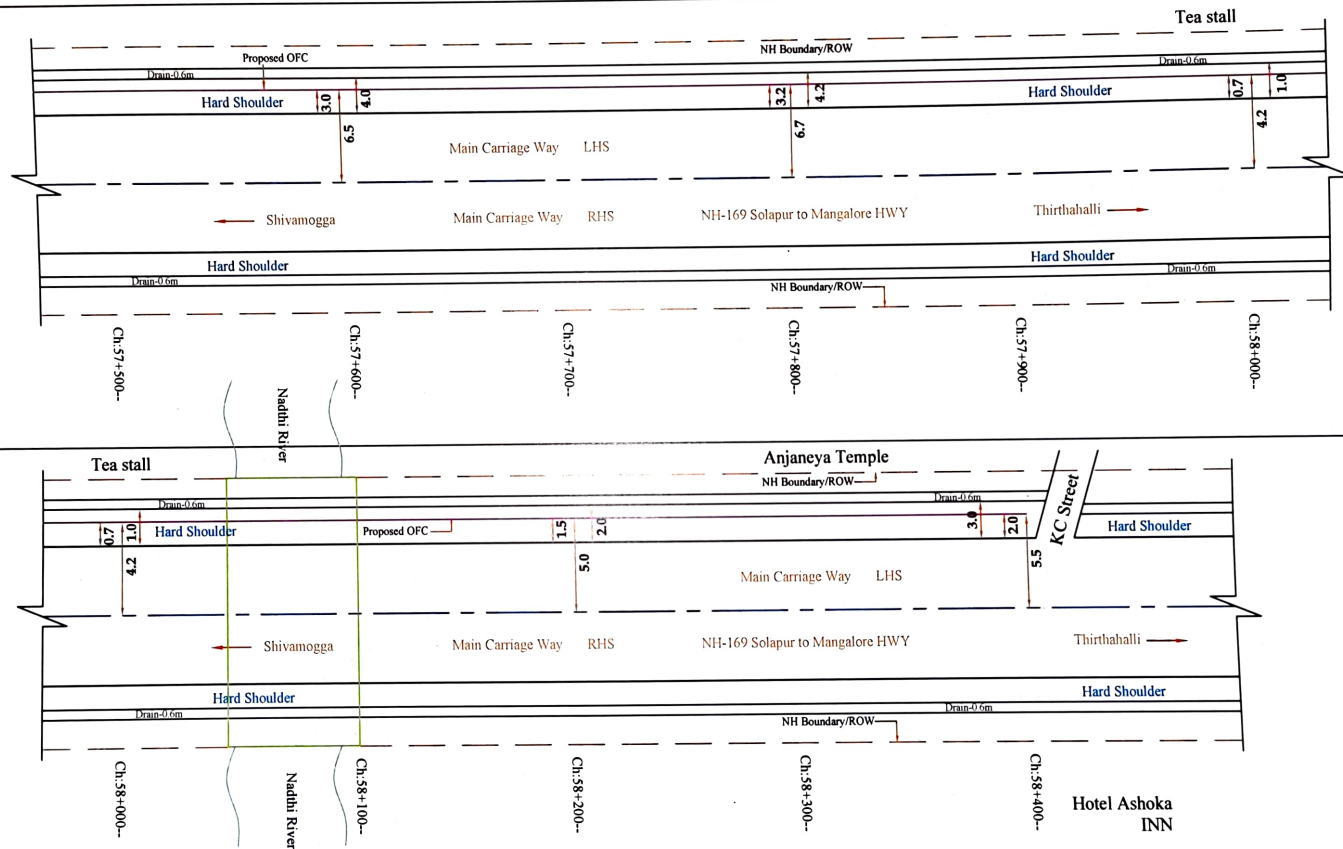 Tea stall
NH Boundary/ROW
Proposed OFC
Drain-0.6m
Drain-0.6m
Hard Shoulder
3.0
4.0
6.5
3.2
4.2
6.7
Hard Shoulder
0.7
1.0
4.2
Main Carriage Way LHS
Shivamogga
Main Carriage Way RHS
NH-169 Solapur to Mangalore HWY
Thirthahalli
Hard Shoulder
Hard Shoulder
Drain-0.6m
Drain-0.6m
NH Boundary/ROW
Ch:57+500--
Ch:57+600--
Ch:57+700--
Ch:57+800--
Ch:57+900--
Ch:58+000--
Nadthi River
Tea stall
Anjaneya Temple
NH Boundary/ROW
Drain-0.6m
Drain-0.6m
KC Street
0.7
1.0
4.2
Hard Shoulder
Proposed OFC
1.5
2.0
5.0
3.0
2.0
5.5
Hard Shoulder
Main Carriage Way LHS
Shivamogga
Main Carriage Way RHS
NH-169 Solapur to Mangalore HWY
Thirthahalli
Hard Shoulder
Hard Shoulder
Drain-0.6m
Drain-0.6m
NH Boundary/ROW
Ch:58+000--
Nadthi River
Ch:58+100--
Ch:58+200--
Ch:58+300--
Ch:58+400--
Hotel Ashoka
INN